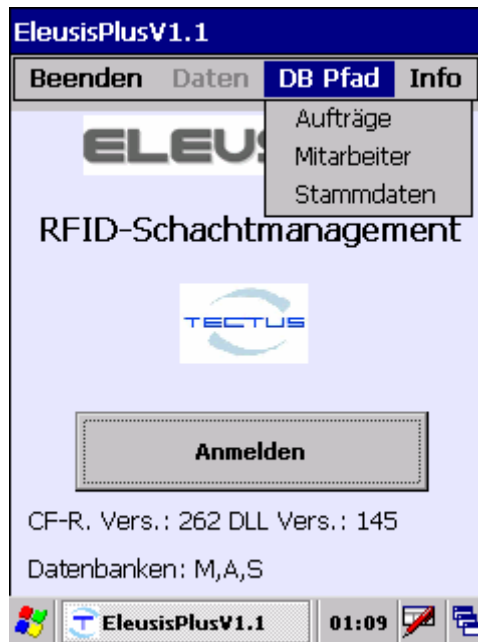 EleusisPlusV1.1
Beenden Daten DB Pfad Info
Aufträge
Mitarbeiter
Stammdaten
RFID-Schachtmanagement
TECTUS
Anmelden
CF-R. Vers.: 262 DLL Vers.: 145
Datenbanken: M,A,S
EleusisPlusV1.1 01:09